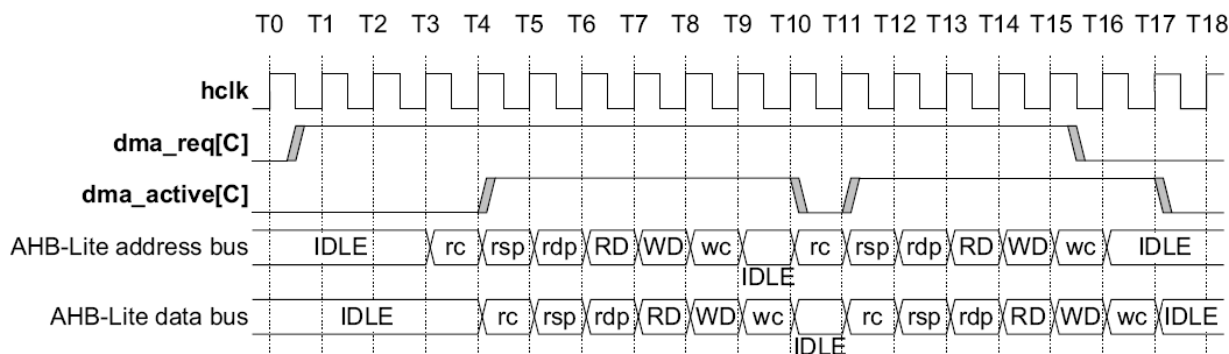 T0 T1 T2 T3 T4 T5 T6 T7 T8 T9 T10 T11 T12 T13 T14 T15 T16 T17 T18
hclk
dma_req[C]
dma_active[C]
AHB-Lite address bus IDLE rc rsp rdp RD WD wc IDLE rc rsp rdp RD WD wc IDLE
AHB-Lite data bus IDLE rc rsp rdp RD WD wc IDLE rc rsp rdp RD WD wc IDLE